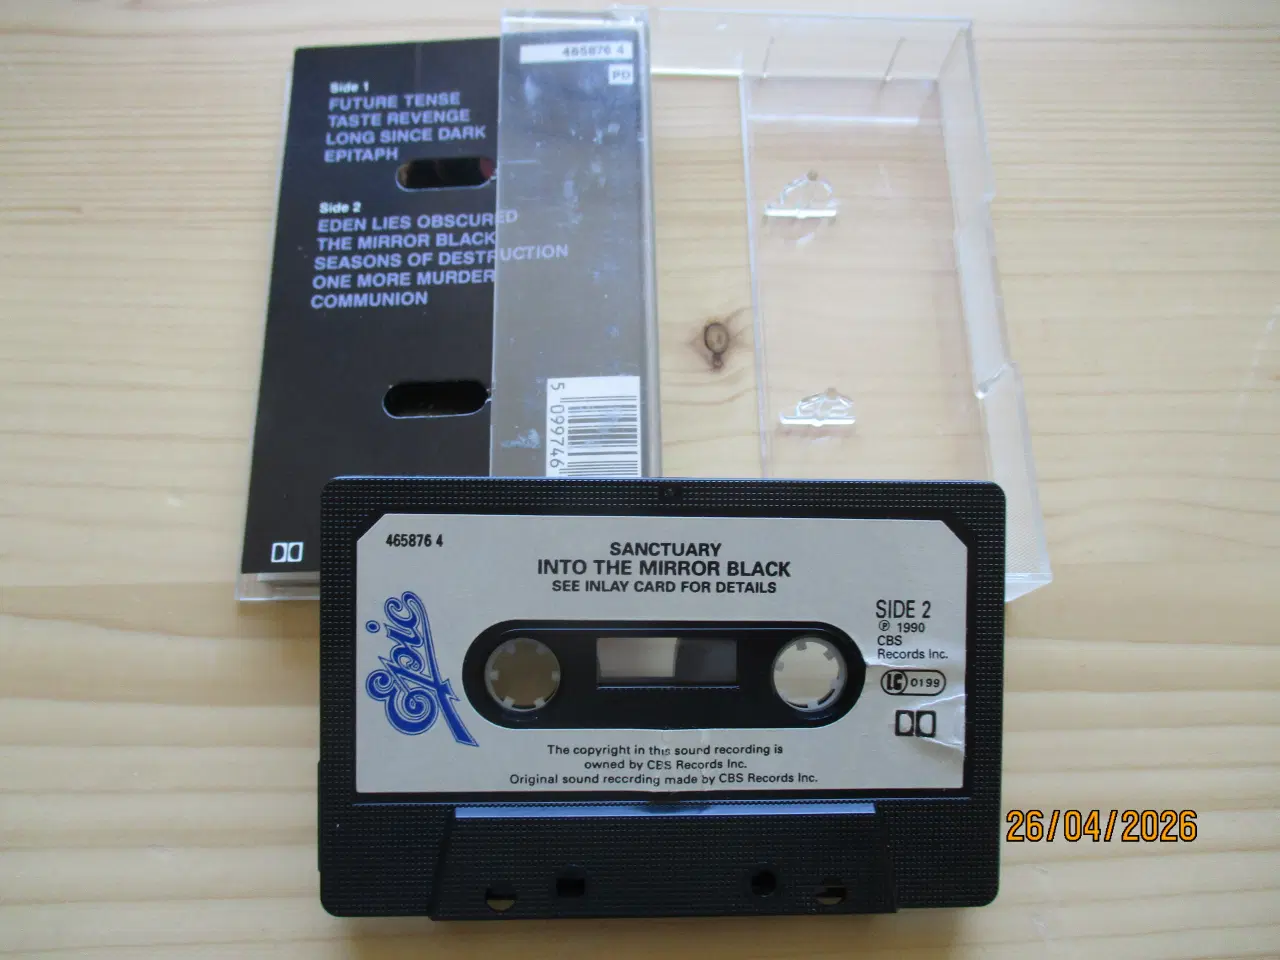 465876 4
PD
Side 1
FUTURE TENSE
TASTE REVENGE
LONG SINCE DARK
EPITAPH
Side 2
EDEN LIES OBSCURED
THE MIRROR BLACK
SEASONS OF DESTRUCTION
ONE MORE MURDER
COMMUNION
5 099746
465876 4
SANCTUARY
INTO THE MIRROR BLACK
SEE INLAY CARD FOR DETAILS
Epic
SIDE 2
℗ 1990
CBS
Records Inc.
LC 0199
The copyright in this sound recording is
owned by CBS Records Inc.
Original sound recording made by CBS Records Inc.
26/04/2026